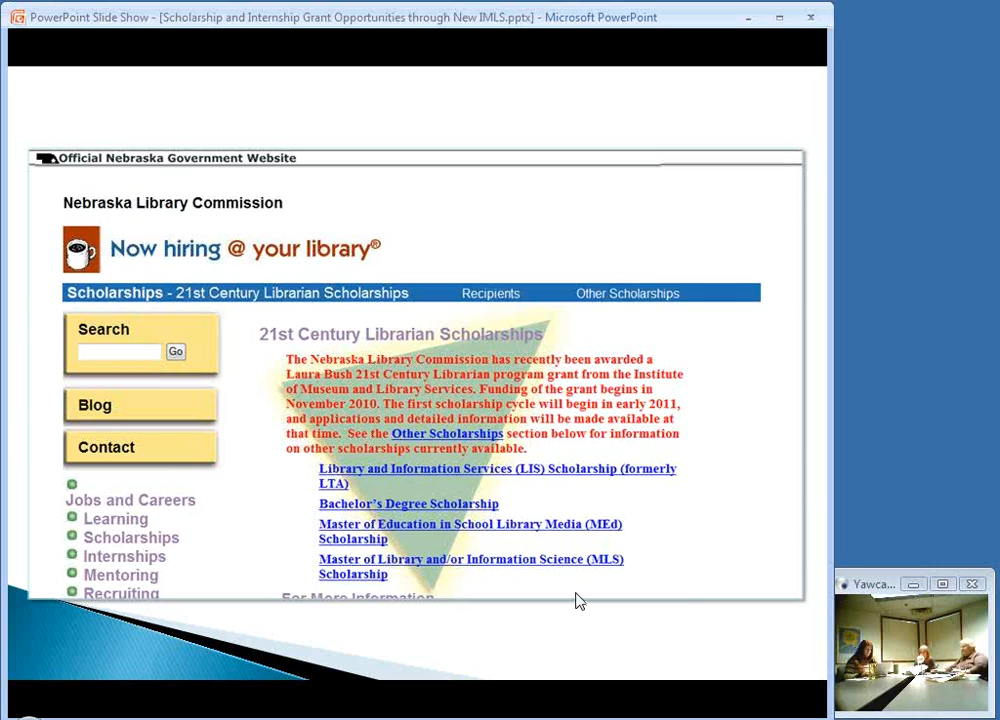 PowerPoint Slide Show - [Scholarship and Internship Grant Opportunities through New IMLS.pptx] - Microsoft PowerPoint
Official Nebraska Government Website
Nebraska Library Commission
Now hiring @ your library®
Scholarships - 21st Century Librarian Scholarships Recipients Other Scholarships
Search
Go
Blog
Contact
Jobs and Careers
Learning
Scholarships
Internships
Mentoring
Recruiting
21st Century Librarian Scholarships
The Nebraska Library Commission has recently been awarded a
Laura Bush 21st Century Librarian program grant from the Institute
of Museum and Library Services. Funding of the grant begins in
November 2010. The first scholarship cycle will begin in early 2011,
and applications and detailed information will be made available at
that time.  See the Other Scholarships section below for information
on other scholarships currently available.
Library and Information Services (LIS) Scholarship (formerly
LTA)
Bachelor's Degree Scholarship
Master of Education in School Library Media (MEd)
Scholarship
Master of Library and/or Information Science (MLS)
Scholarship
For More Information
Yawca...